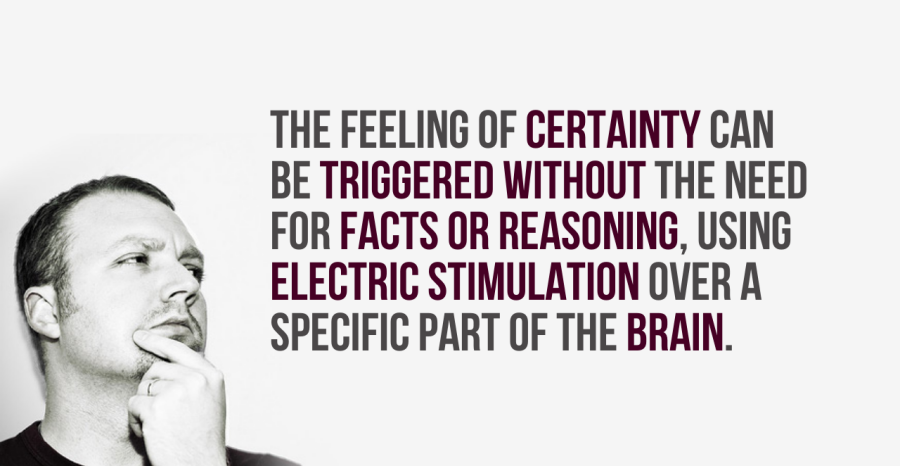 THE FEELING OF CERTAINTY CAN
BE TRIGGERED WITHOUT THE NEED
FOR FACTS OR REASONING, USING
ELECTRIC STIMULATION OVER A
SPECIFIC PART OF THE BRAIN.